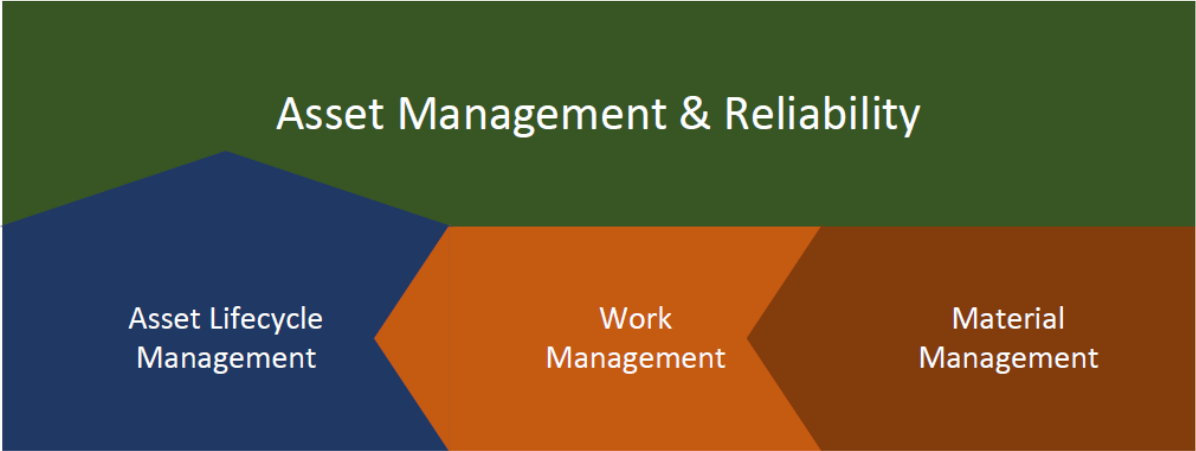 Asset Management & Reliability
Asset Lifecycle
Management
Work
Management
Material
Management